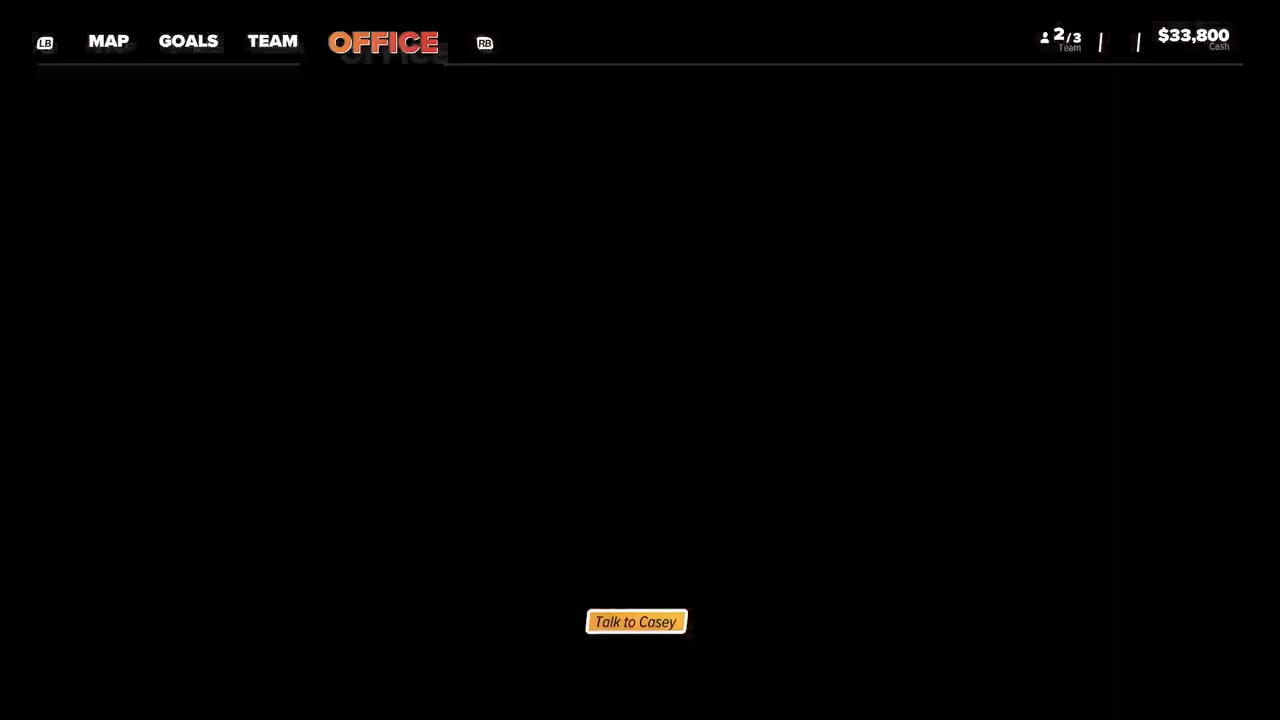 LB MAP GOALS TEAM OFFICE RB
2/3
Team
$33,800
Cash
Talk to Casey